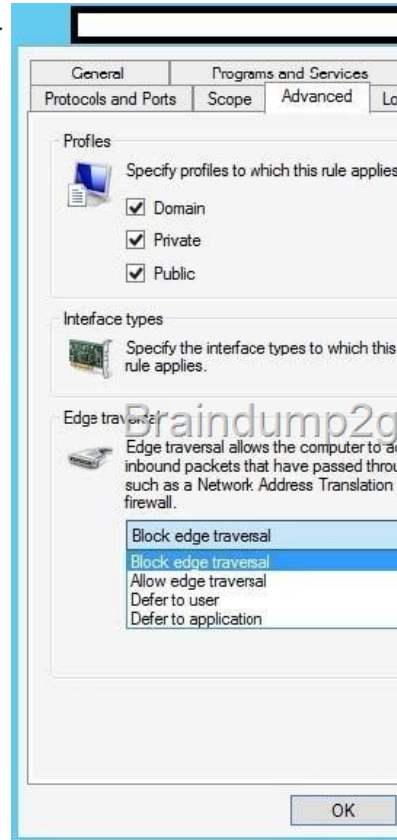 General
Programs and Services
Protocols and Ports
Scope
Advanced
Lo
Profiles
Specify profiles to which this rule applies
Domain
Private
Public
Interface types
Specify the interface types to which this
rule applies.
Edge traversal
Braindump2g
Edge traversal allows the computer to ac
inbound packets that have passed throu
such as a Network Address Translation
firewall.
Block edge traversal
Block edge traversal
Allow edge traversal
Defer to user
Defer to application
OK